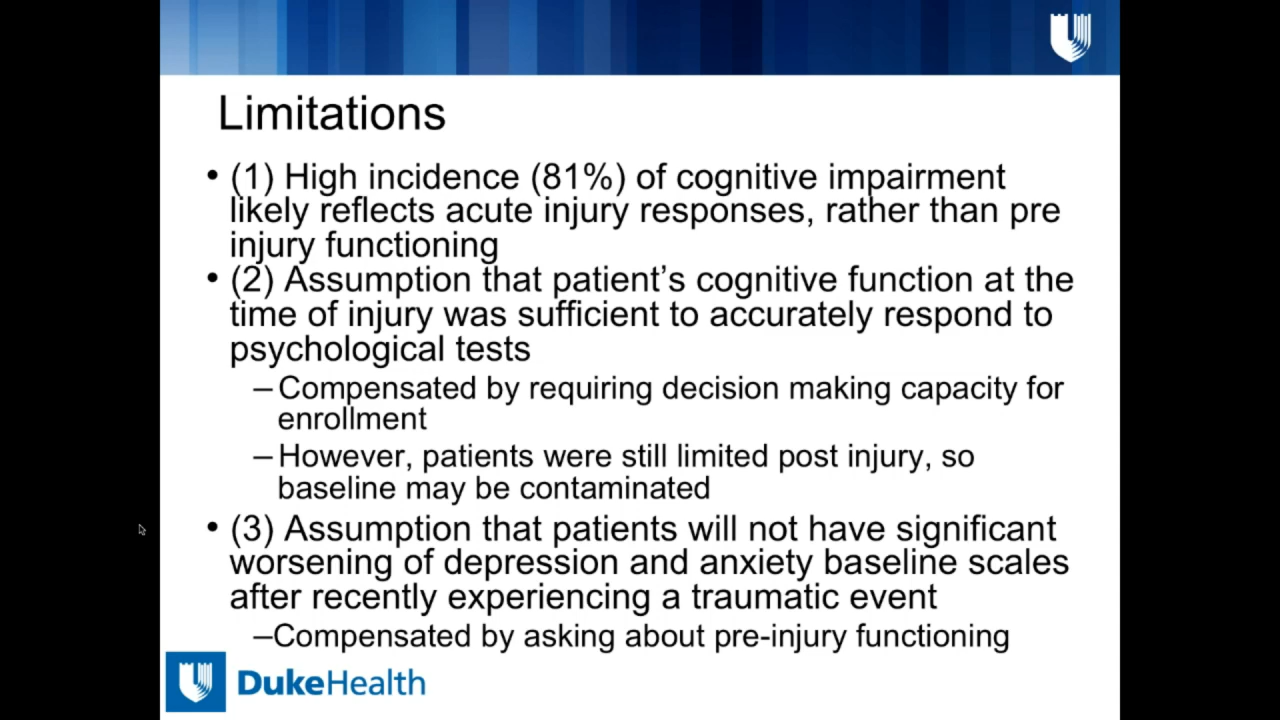 Limitations
• (1) High incidence (81%) of cognitive impairment
likely reflects acute injury responses, rather than pre
injury functioning
• (2) Assumption that patient’s cognitive function at the
time of injury was sufficient to accurately respond to
psychological tests
– Compensated by requiring decision making capacity for
enrollment
– However, patients were still limited post injury, so
baseline may be contaminated
• (3) Assumption that patients will not have significant
worsening of depression and anxiety baseline scales
after recently experiencing a traumatic event
–Compensated by asking about pre-injury functioning
DukeHealth